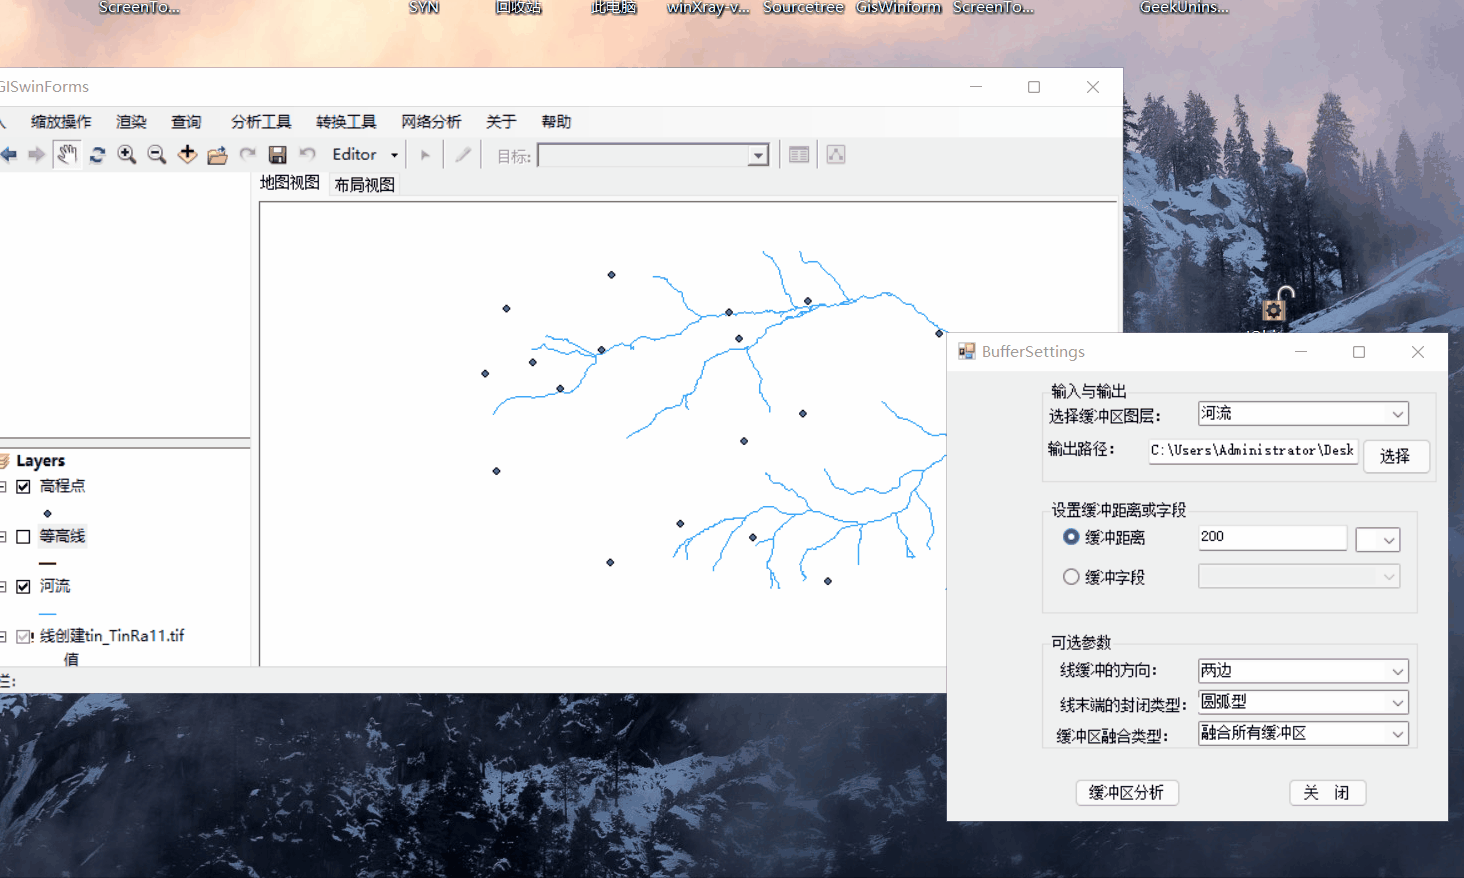 ScreenTo... SYN 回收站 此电脑 winXray-v... Sourcetree GisWinform ScreenTo... GeekUnins...
GISwinForms
缩放操作 渲染 查询 分析工具 转换工具 网络分析 关于 帮助
Editor 目标:
地图视图 布局视图
Layers
高程点
等高线
河流
线创建tin_TinRa11.tif
值
栏:
BufferSettings
输入与输出
选择缓冲区图层: 河流
输出路径: C:\Users\Administrator\Desk 选择
设置缓冲距离或字段
缓冲距离 200
缓冲字段
可选参数
线缓冲的方向: 两边
线末端的封闭类型: 圆弧型
缓冲区融合类型: 融合所有缓冲区
缓冲区分析 关 闭